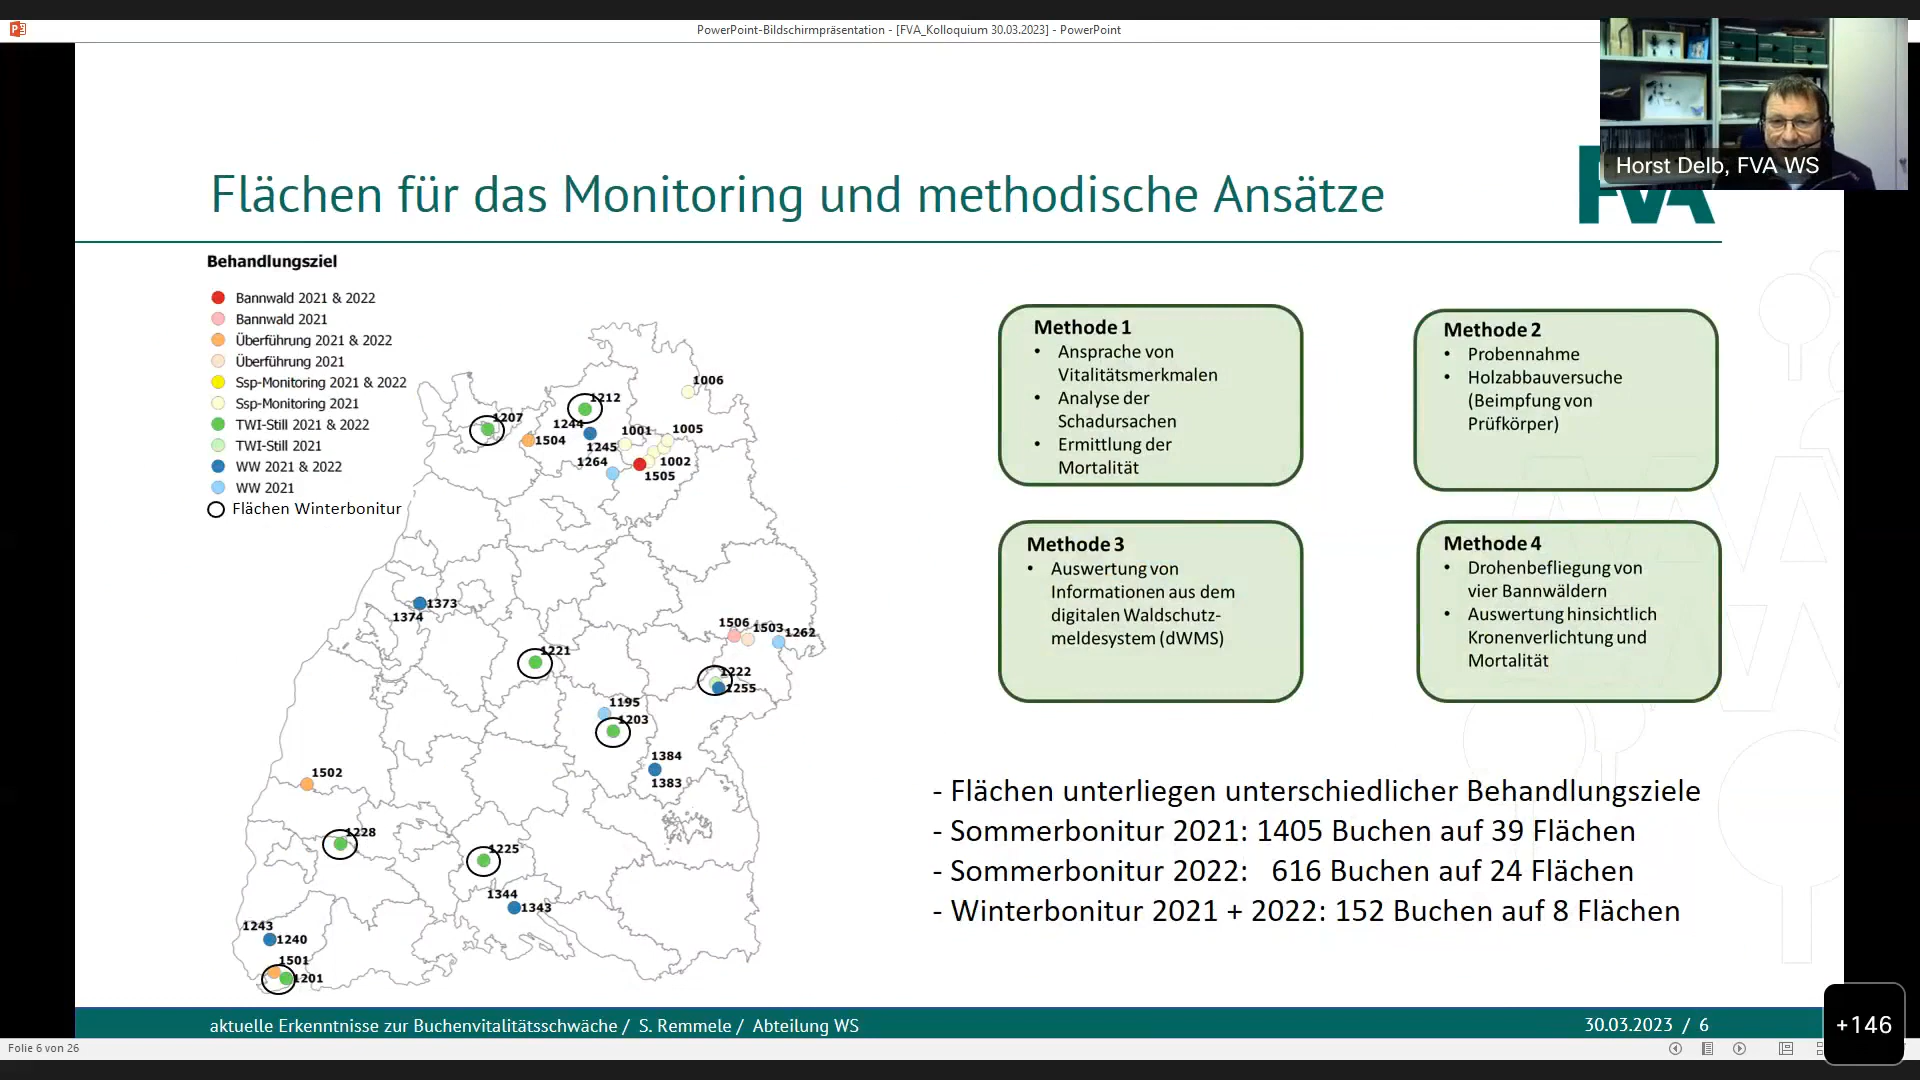 PowerPoint-Bildschirmpräsentation - [FVA_Kolloquium 30.03.2023] - PowerPoint
Horst Delb, FVA WS
FVA
Flächen für das Monitoring und methodische Ansätze
Behandlungsziel
Bannwald 2021 & 2022
Bannwald 2021
Überführung 2021 & 2022
Überführung 2021
Ssp-Monitoring 2021 & 2022
Ssp-Monitoring 2021
TWI-Still 2021 & 2022
TWI-Still 2021
WW 2021 & 2022
WW 2021
Flächen Winterbonitur
1006
1212
1207
1244
1504
1001
1005
1245
1264
1002
1505
1373
1374
1506
1503
1262
1221
1222
1255
1195
1203
1384
1383
1502
1228
1225
1344
1343
1243
1240
1501
1201
Methode 1
• Ansprache von
Vitalitätsmerkmalen
• Analyse der
Schadursachen
• Ermittlung der
Mortalität
Methode 2
• Probennahme
• Holzabbauversuche
(Beimpfung von
Prüfkörper)
Methode 3
• Auswertung von
Informationen aus dem
digitalen Waldschutz-
meldesystem (dWMS)
Methode 4
• Drohenbefliegung von
vier Bannwäldern
• Auswertung hinsichtlich
Kronenverlichtung und
Mortalität
- Flächen unterliegen unterschiedlicher Behandlungsziele
- Sommerbonitur 2021: 1405 Buchen auf 39 Flächen
- Sommerbonitur 2022: 616 Buchen auf 24 Flächen
- Winterbonitur 2021 + 2022: 152 Buchen auf 8 Flächen
aktuelle Erkenntnisse zur Buchenvitalitätsschwäche / S. Remmele / Abteilung WS
30.03.2023 / 6
+146
Folie 6 von 26